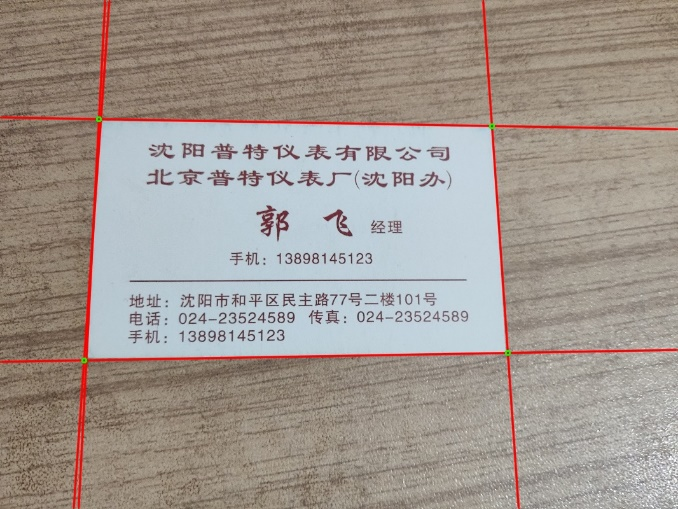 沈阳普特仪表有限公司
北京普特仪表厂(沈阳办)
郭 飞 经理
手机：13898145123
地址：沈阳市和平区民主路77号二楼101号
电话：024-23524589 传真：024-23524589
手机：13898145123